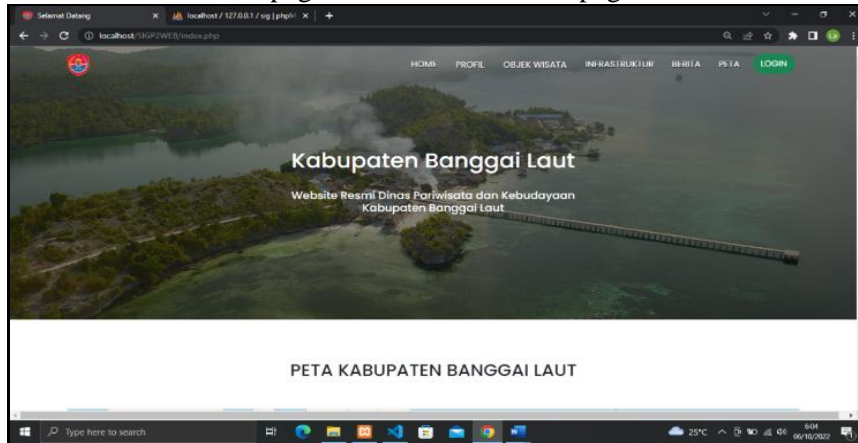 Selamat Datang
localhost / 127.0.0.1 / sig | phpM
localhost/SIGP2WEB/index.php
HOME PROFIL OBJEK WISATA INFRASTRUKTUR BERITA PETA LOGIN
Kabupaten Banggai Laut
Website Resmi Dinas Pariwisata dan Kebudayaan
Kabupaten Banggai Laut
PETA KABUPATEN BANGGAI LAUT
Type here to search
25°C
6:04
06/10/2022